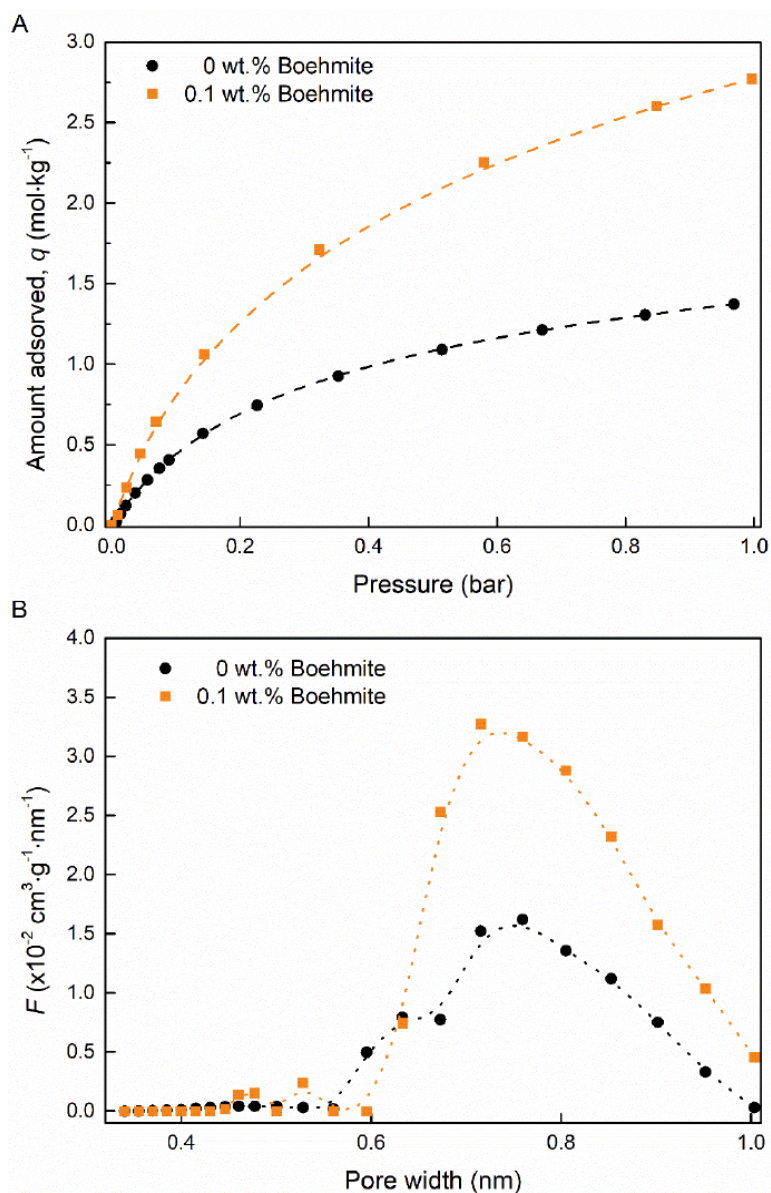 A
3.0
0 wt.% Boehmite
0.1 wt.% Boehmite
2.5
2.0
1.5
1.0
0.5
0.0
Amount adsorved, q (mol·kg⁻¹)
0.0 0.2 0.4 0.6 0.8 1.0
Pressure (bar)
B
4.0
0 wt.% Boehmite
0.1 wt.% Boehmite
3.5
3.0
2.5
2.0
1.5
1.0
0.5
0.0
F (x10⁻² cm³·g⁻¹·nm⁻¹)
0.4 0.6 0.8 1.0
Pore width (nm)